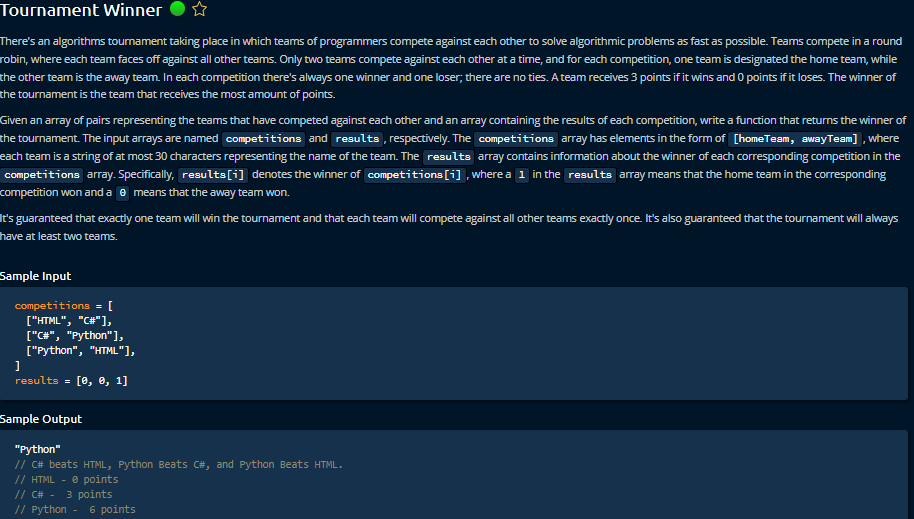 Tournament Winner
There's an algorithms tournament taking place in which teams of programmers compete against each other to solve algorithmic problems as fast as possible. Teams compete in a round
robin, where each team faces off against all other teams. Only two teams compete against each other at a time, and for each competition, one team is designated the home team, while
the other team is the away team. In each competition there's always one winner and one loser; there are no ties. A team receives 3 points if it wins and 0 points if it loses. The winner of
the tournament is the team that receives the most amount of points.
Given an array of pairs representing the teams that have competed against each other and an array containing the results of each competition, write a function that returns the winner of
the tournament. The input arrays are named competitions and results, respectively. The competitions array has elements in the form of [homeTeam, awayTeam], where
each team is a string of at most 30 characters representing the name of the team. The results array contains information about the winner of each corresponding competition in the
competitions array. Specifically, results[i] denotes the winner of competitions[i], where a 1 in the results array means that the home team in the corresponding
competition won and a 0 means that the away team won.
It's guaranteed that exactly one team will win the tournament and that each team will compete against all other teams exactly once. It's also guaranteed that the tournament will always
have at least two teams.
Sample Input
competitions = [
["HTML", "C#"],
["C#", "Python"],
["Python", "HTML"],
]
results = [0, 0, 1]
Sample Output
"Python"
// C# beats HTML, Python Beats C#, and Python Beats HTML.
// HTML - 0 points
// C# -  3 points
// Python -  6 points